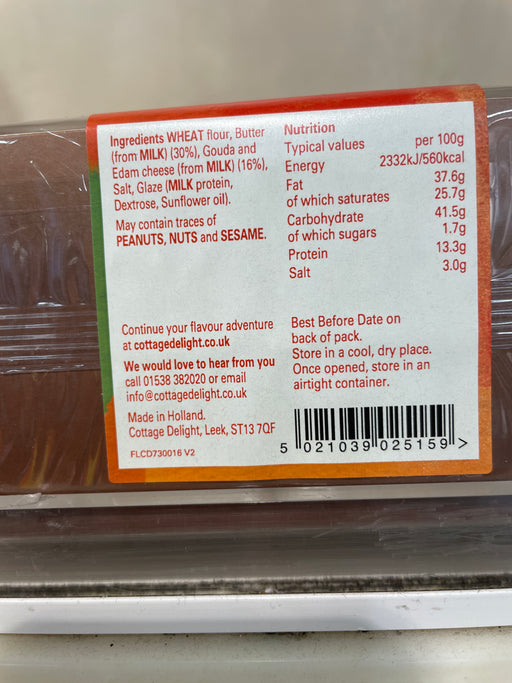 Ingredients WHEAT flour, Butter
(from MILK) (30%), Gouda and
Edam cheese (from MILK) (16%),
Salt, Glaze (MILK protein,
Dextrose, Sunflower oil).
May contain traces of
PEANUTS, NUTS and SESAME.
Nutrition
Typical values per 100g
Energy 2332kJ/560kcal
Fat 37.6g
of which saturates 25.7g
Carbohydrate 41.5g
of which sugars 1.7g
Protein 13.3g
Salt 3.0g
Continue your flavour adventure
at cottagedelight.co.uk
We would love to hear from you
call 01538 382020 or email
info@cottagedelight.co.uk
Made in Holland.
Cottage Delight, Leek, ST13 7QF
FLCD730016 V2
Best Before Date on
back of pack.
Store in a cool, dry place.
Once opened, store in an
airtight container.
5 021039 025159 >